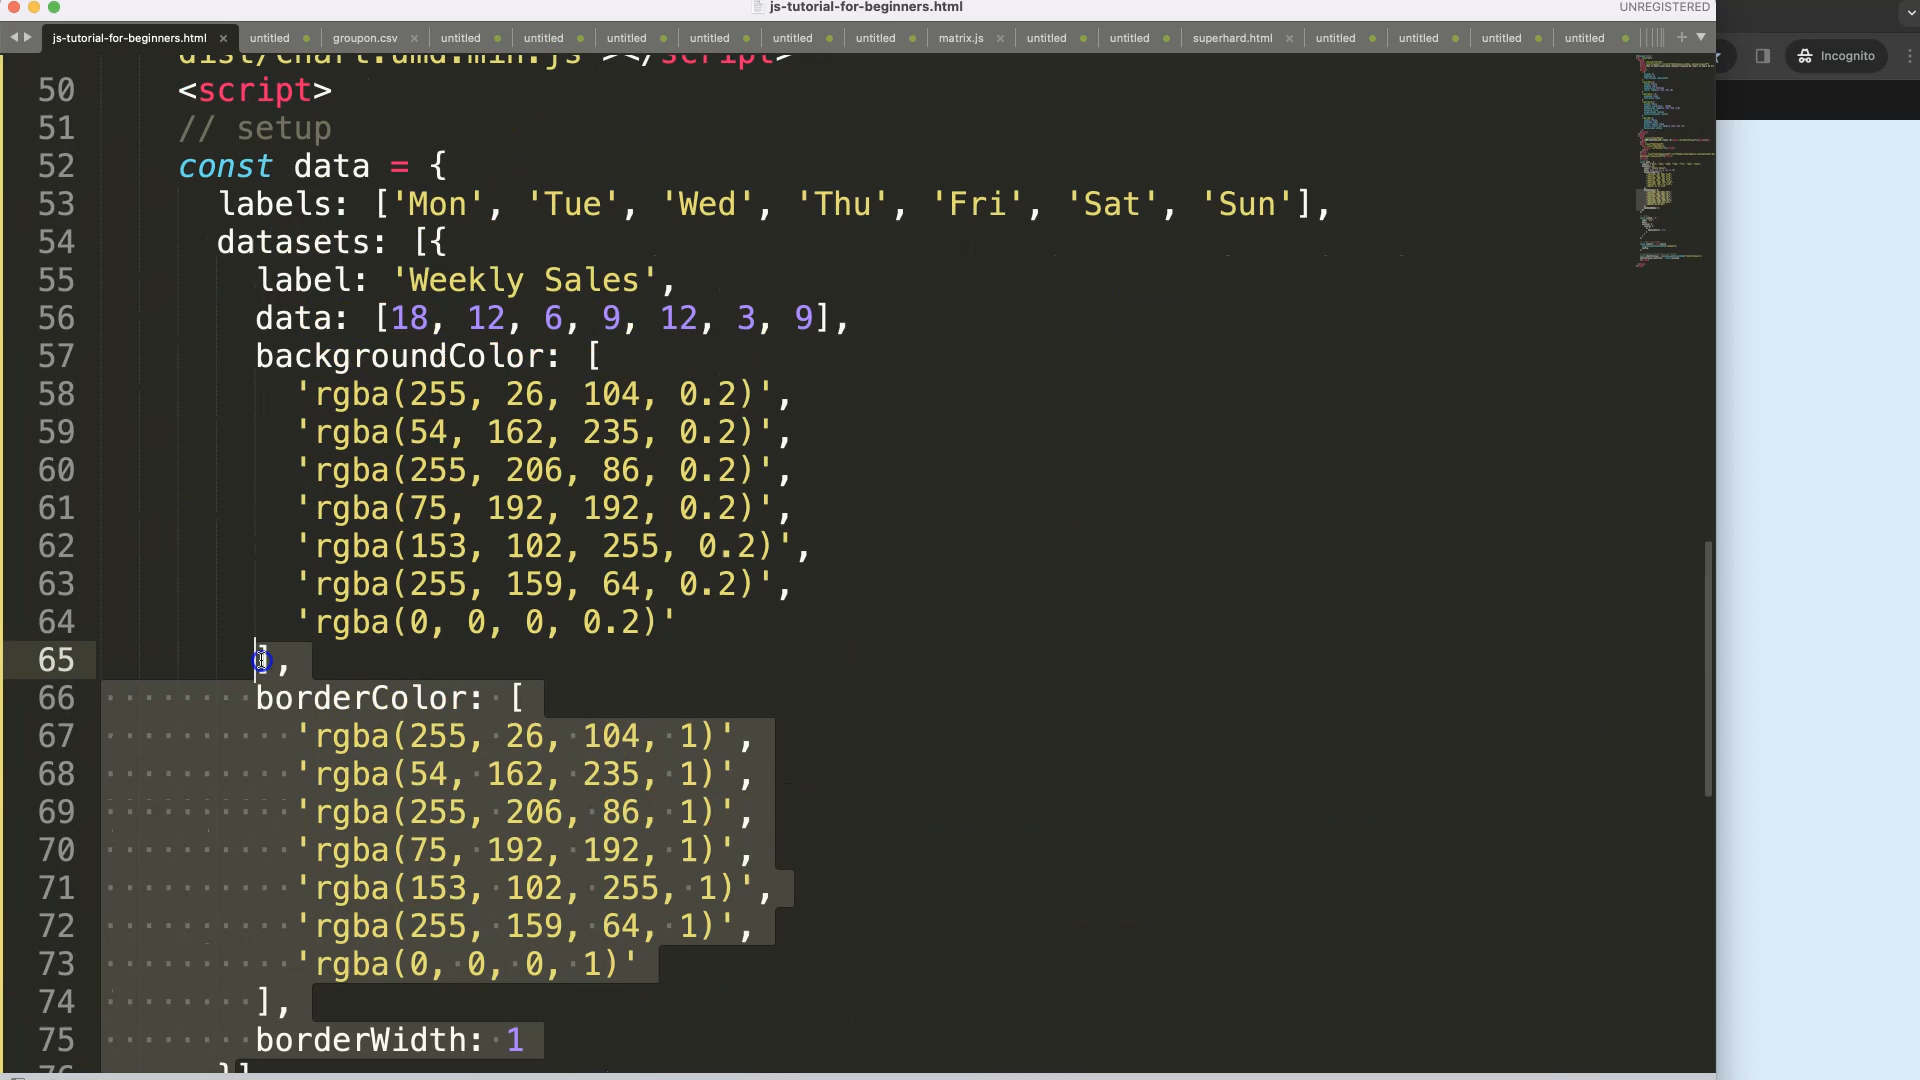 js-tutorial-for-beginners.html
UNREGISTERED
js-tutorial-for-beginners.html × untitled groupon.csv × untitled untitled untitled untitled untitled untitled matrix.js × untitled untitled superhard.html × untitled untitled untitled untitled
Incognito
dist/chart.umd.min.js"></script>
50 <script>
51 // setup
52 const data = {
53 labels: ['Mon', 'Tue', 'Wed', 'Thu', 'Fri', 'Sat', 'Sun'],
54 datasets: [{
55 label: 'Weekly Sales',
56 data: [18, 12, 6, 9, 12, 3, 9],
57 backgroundColor: [
58 'rgba(255, 26, 104, 0.2)',
59 'rgba(54, 162, 235, 0.2)',
60 'rgba(255, 206, 86, 0.2)',
61 'rgba(75, 192, 192, 0.2)',
62 'rgba(153, 102, 255, 0.2)',
63 'rgba(255, 159, 64, 0.2)',
64 'rgba(0, 0, 0, 0.2)'
65 ],
66 borderColor: [
67 'rgba(255, 26, 104, 1)',
68 'rgba(54, 162, 235, 1)',
69 'rgba(255, 206, 86, 1)',
70 'rgba(75, 192, 192, 1)',
71 'rgba(153, 102, 255, 1)',
72 'rgba(255, 159, 64, 1)',
73 'rgba(0, 0, 0, 1)'
74 ],
75 borderWidth: 1
76 }]